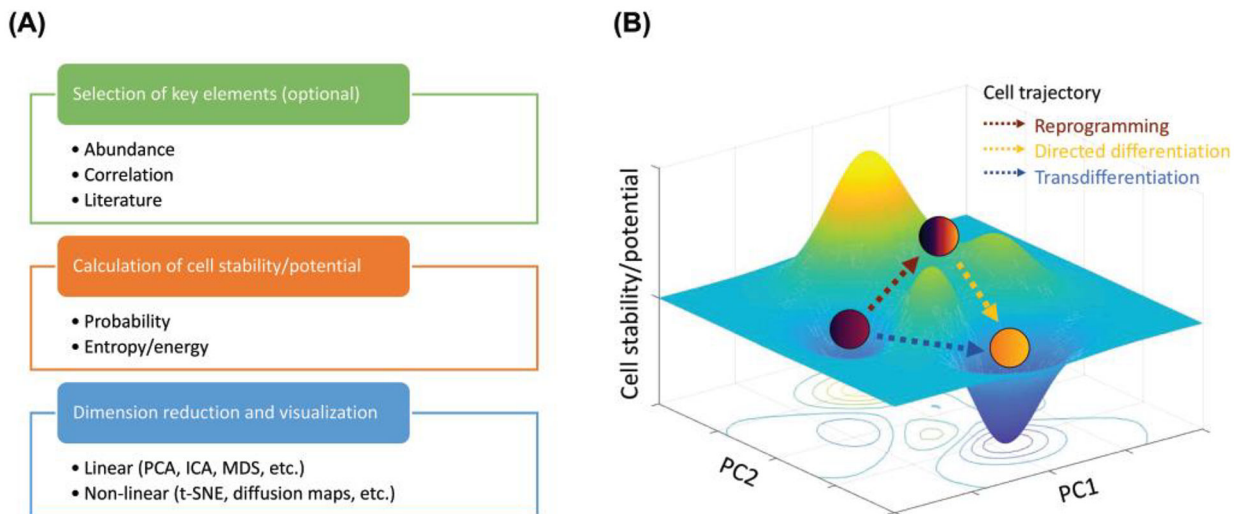 (A)
Selection of key elements (optional)
• Abundance
• Correlation
• Literature
Calculation of cell stability/potential
• Probability
• Entropy/energy
Dimension reduction and visualization
• Linear (PCA, ICA, MDS, etc.)
• Non-linear (t-SNE, diffusion maps, etc.)
(B)
Cell trajectory
Reprogramming
Directed differentiation
Transdifferentiation
Cell stability/potential
PC2
PC1